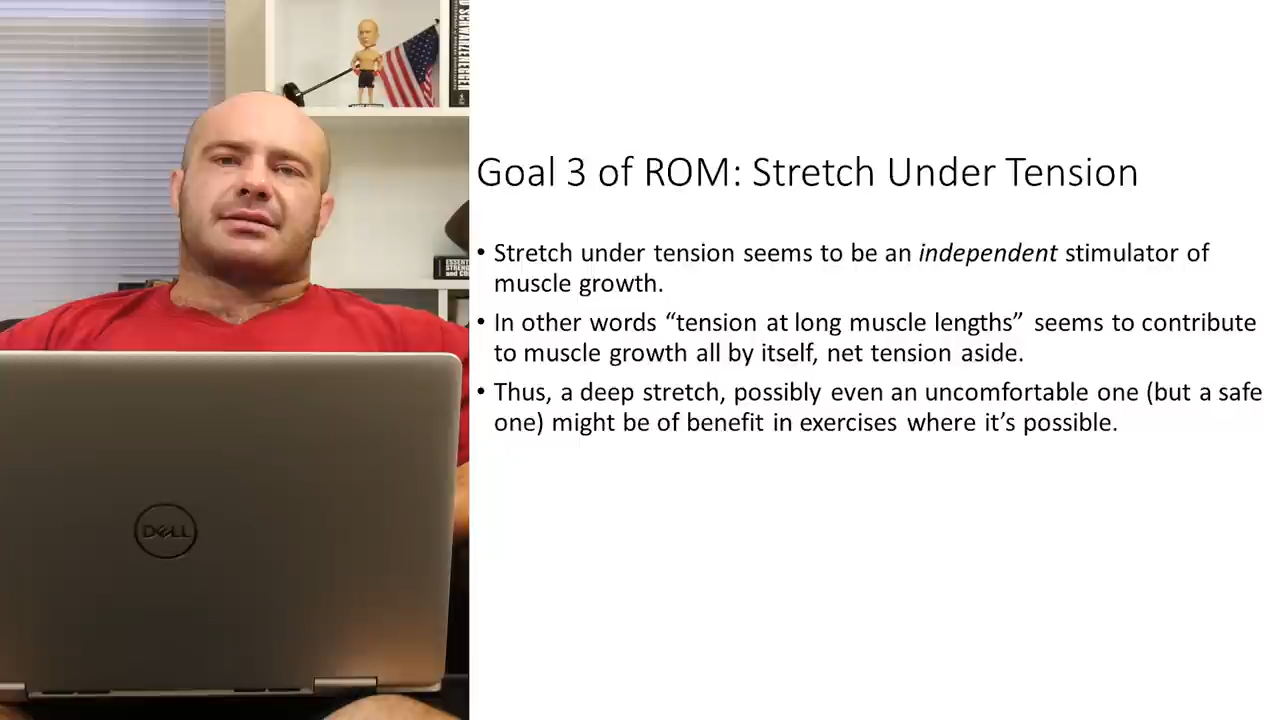 SCHWARZENEGGER
Goal 3 of ROM: Stretch Under Tension
• Stretch under tension seems to be an independent stimulator of
muscle growth.
• In other words “tension at long muscle lengths” seems to contribute
to muscle growth all by itself, net tension aside.
• Thus, a deep stretch, possibly even an uncomfortable one (but a safe
one) might be of benefit in exercises where it’s possible.
DELL